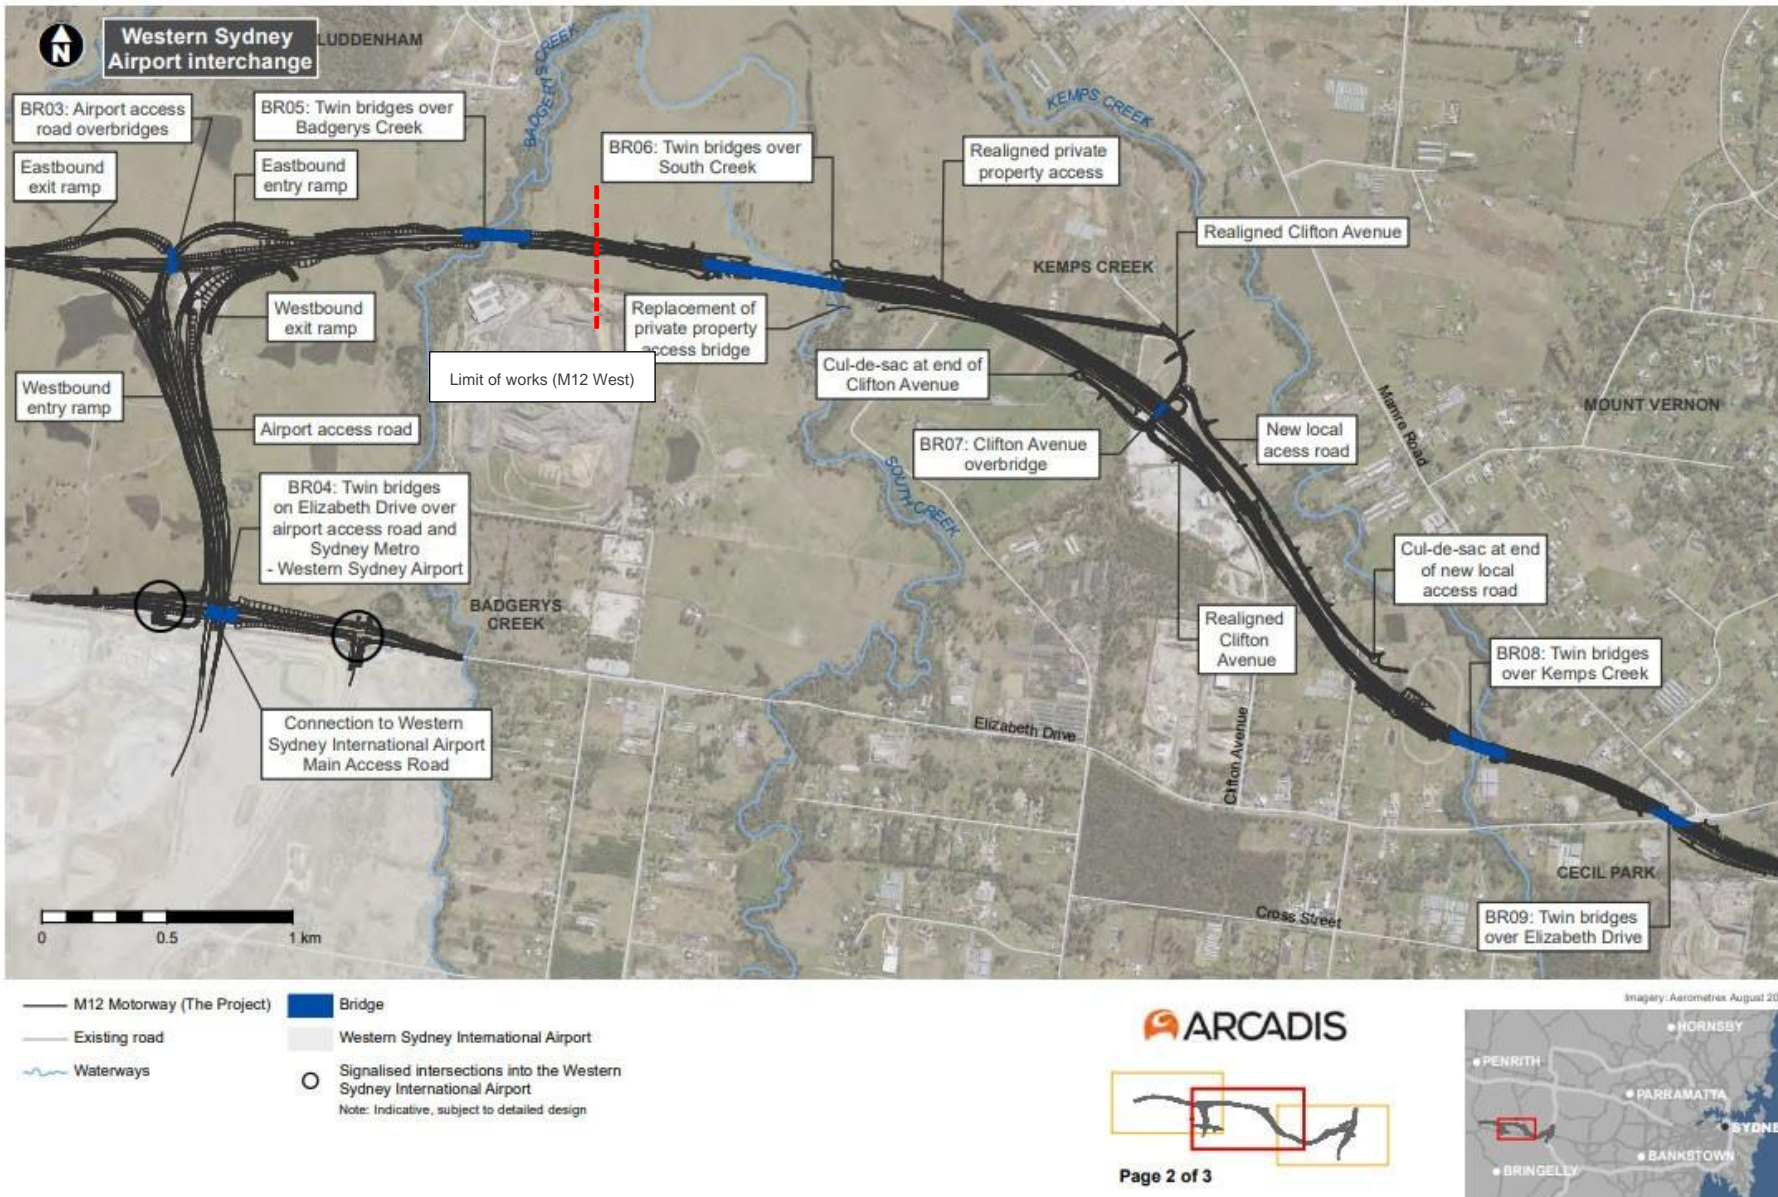 N
Western Sydney
Airport interchange
LUDDENHAM
BR03: Airport access
road overbridges
BR05: Twin bridges over
Badgerys Creek
BADGERYS CREEK
KEMPS CREEK
BR06: Twin bridges over
South Creek
Realigned private
property access
Eastbound
exit ramp
Eastbound
entry ramp
Realigned Clifton Avenue
KEMPS CREEK
Westbound
exit ramp
Replacement of
private property
access bridge
Limit of works (M12 West)
Cul-de-sac at end of
Clifton Avenue
Westbound
entry ramp
Airport access road
BR07: Clifton Avenue
overbridge
New local
acess road
Mamre Road
MOUNT VERNON
SOUTH CREEK
BR04: Twin bridges
on Elizabeth Drive over
airport access road and
Sydney Metro
- Western Sydney Airport
Cul-de-sac at end
of new local
access road
BADGERYS
CREEK
Realigned
Clifton
Avenue
BR08: Twin bridges
over Kemps Creek
Connection to Western
Sydney International Airport
Main Access Road
Elizabeth Drive
Clifton Avenue
CECIL PARK
Cross Street
BR09: Twin bridges
over Elizabeth Drive
0 0.5 1 km
M12 Motorway (The Project)
Existing road
Waterways
Bridge
Western Sydney International Airport
Signalised intersections into the Western
Sydney International Airport
Note: Indicative, subject to detailed design
ARCADIS
Page 2 of 3
Imagery: Aerometrex August 20
HORNSBY
PENRITH
PARRAMATTA
SYDNE
BANKSTOWN
BRINGELLY